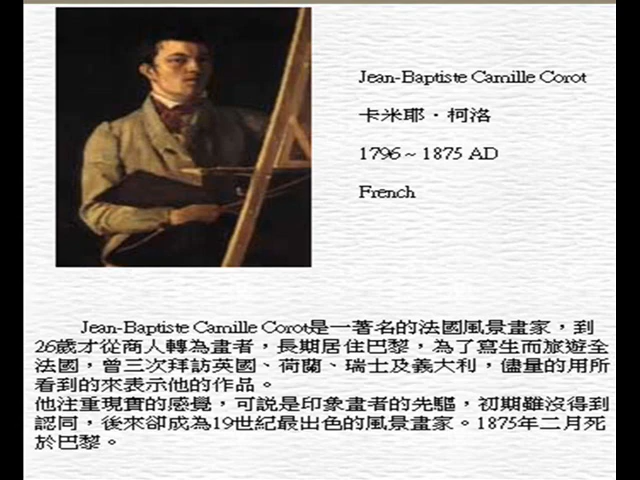 Jean-Baptiste Camille Corot
卡米耶·柯洛
1796 ~ 1875 AD
French
Jean-Baptiste Camille Corot是一著名的法國風景畫家，到
26歲才從商人轉為畫者，長期居住巴黎，為了寫生而旅遊全
法國，曾三次拜訪英國、荷蘭、瑞士及義大利，儘量的用所
看到的來表示他的作品。
他注重現實的感覺，可説是印象畫者的先驅，初期雖沒得到
認同，後來卻成為19世紀最出色的風景畫家。1875年二月死
於巴黎。